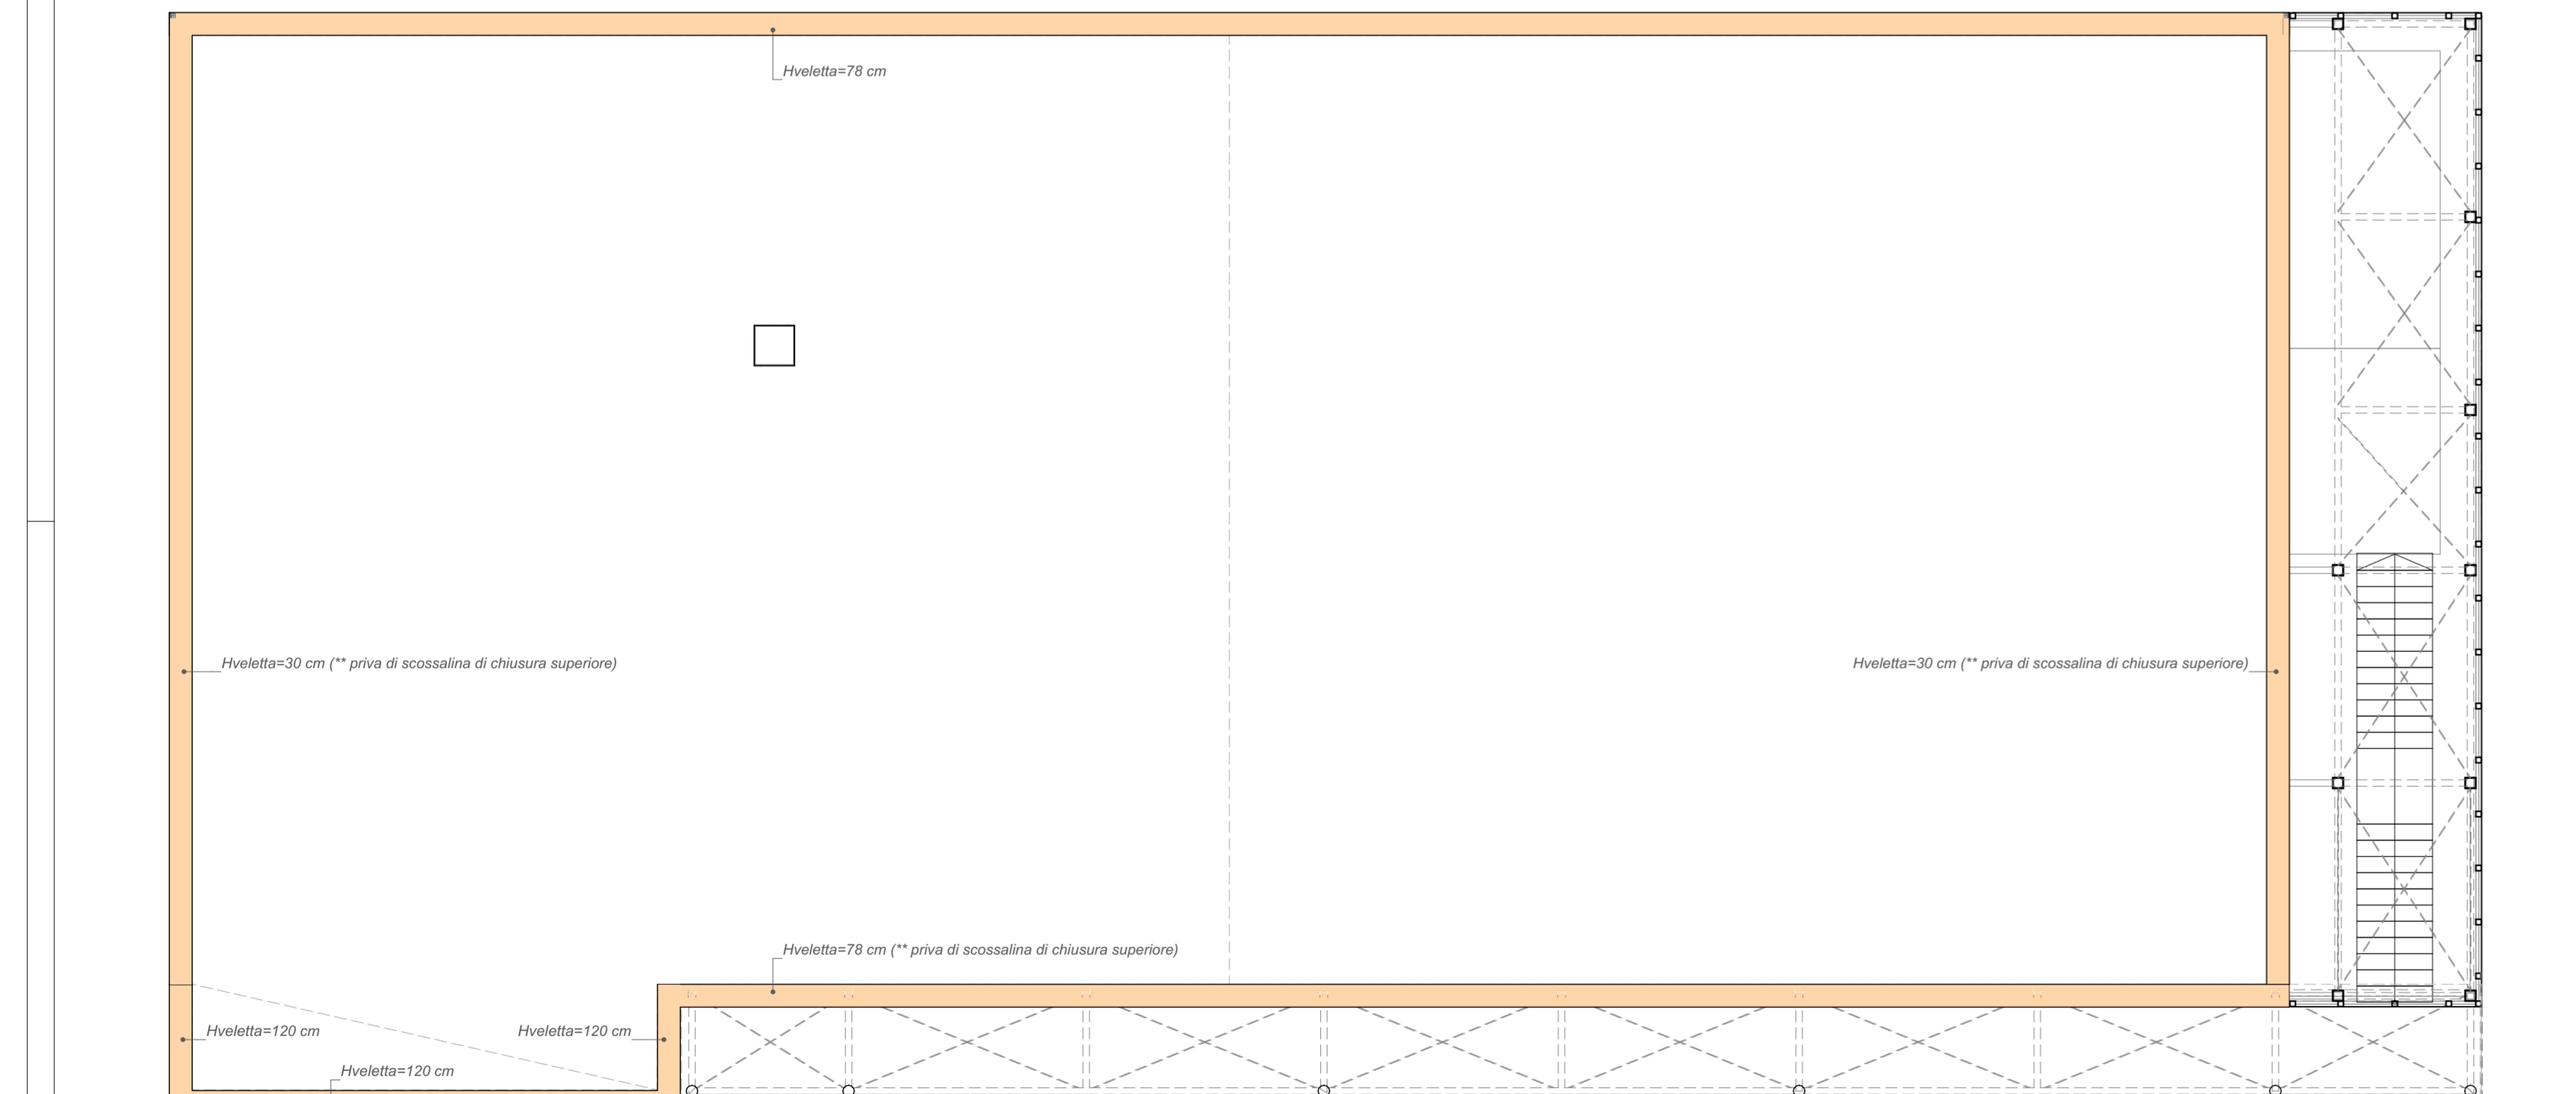 Hveletta=78 cm
Hveletta=30 cm (** priva di scossalina di chiusura superiore)
Hveletta=30 cm (** priva di scossalina di chiusura superiore)
Hveletta=78 cm (** priva di scossalina di chiusura superiore)
Hveletta=120 cm
Hveletta=120 cm
Hveletta=120 cm